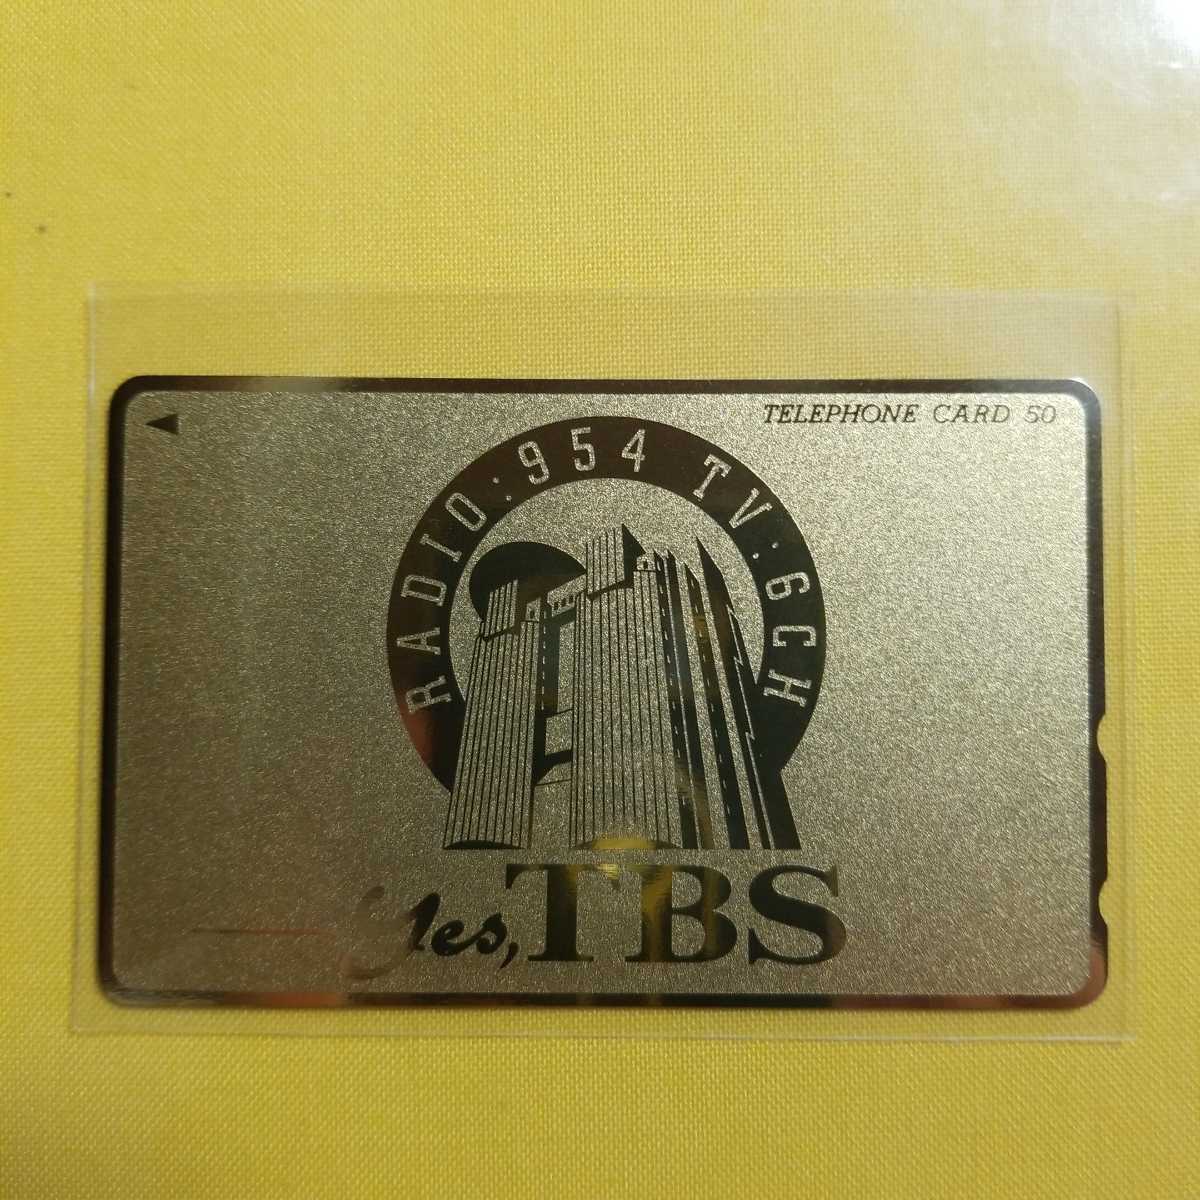 TELEPHONE CARD 50
RADIO:954 TV:6CH
Yes, TBS